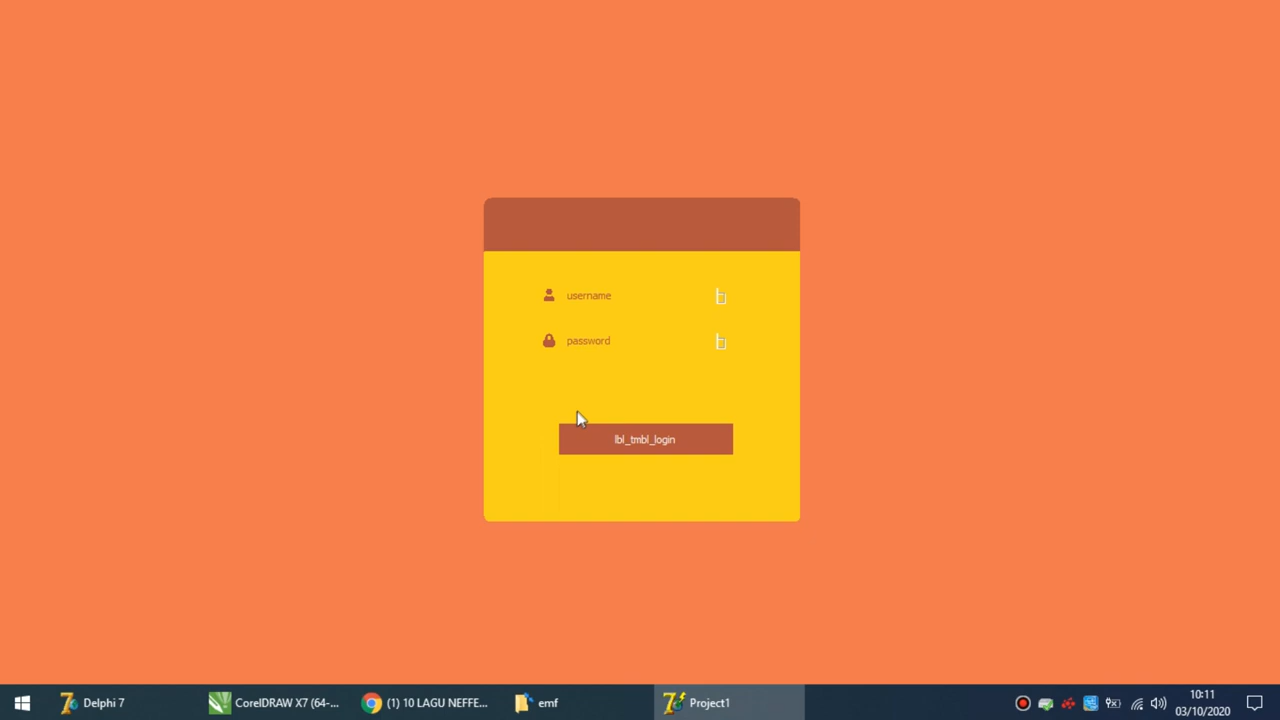 username
password
lbl_tmbl_login
Delphi 7
CorelDRAW X7 (64-...
(1) 10 LAGU NEFFE...
emf
Project1
10:11
03/10/2020